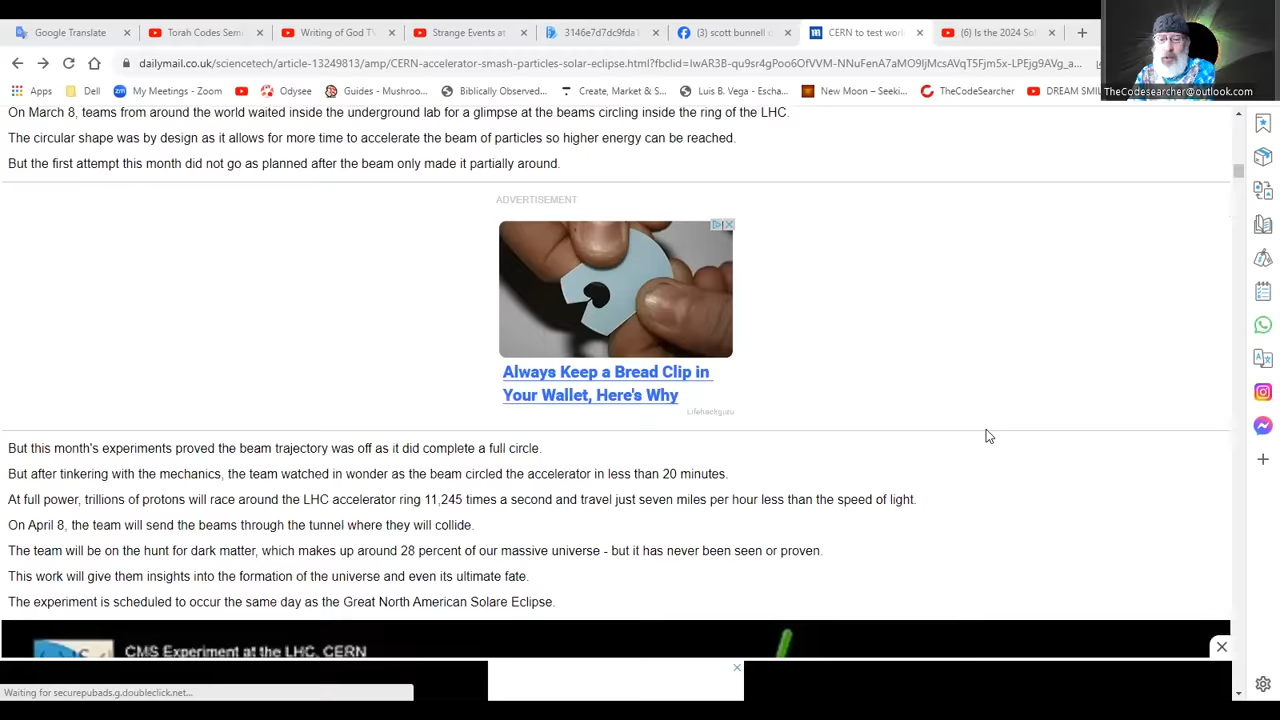 Google Translate
Torah Codes Sem
Writing of God TV
Strange Events at
3146e7d7dc9fda1
(3) scott bunnell c
CERN to test worl
(6) Is the 2024 Sol
dailymail.co.uk/sciencetech/article-13249813/amp/CERN-accelerator-smash-particles-solar-eclipse.html?fbclid=IwAR3B-qu9sr4gPoo6OfVVM-NNuFenA7aMO9IjMcsAVqT5Fjm5x-LPEjg9AVg_a...
TheCodesearcher@outlook.com
Apps
Dell
My Meetings - Zoom
Odysee
Guides - Mushroo...
Biblically Observed...
Create, Market & S...
Luis B. Vega - Escha...
New Moon – Seeki...
TheCodeSearcher
DREAM SMIL
On March 8, teams from around the world waited inside the underground lab for a glimpse at the beams circling inside the ring of the LHC.
The circular shape was by design as it allows for more time to accelerate the beam of particles so higher energy can be reached.
But the first attempt this month did not go as planned after the beam only made it partially around.
ADVERTISEMENT
Always Keep a Bread Clip in
Your Wallet, Here's Why
Lifehackguru
But this month's experiments proved the beam trajectory was off as it did complete a full circle.
But after tinkering with the mechanics, the team watched in wonder as the beam circled the accelerator in less than 20 minutes.
At full power, trillions of protons will race around the LHC accelerator ring 11,245 times a second and travel just seven miles per hour less than the speed of light.
On April 8, the team will send the beams through the tunnel where they will collide.
The team will be on the hunt for dark matter, which makes up around 28 percent of our massive universe - but it has never been seen or proven.
This work will give them insights into the formation of the universe and even its ultimate fate.
The experiment is scheduled to occur the same day as the Great North American Solare Eclipse.
CMS Experiment at the LHC, CERN
Waiting for securepubads.g.doubleclick.net...